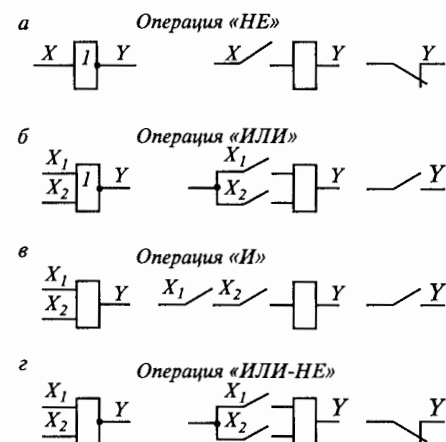 а Операция «НЕ»
X 1 Y X Y Y
б Операция «ИЛИ»
X1 X1
X2 1 Y X2 Y Y
в Операция «И»
X1 X1 X2 Y Y
X2 Y
г Операция «ИЛИ-НЕ»
X1 X1
X2 Y X2 Y Y